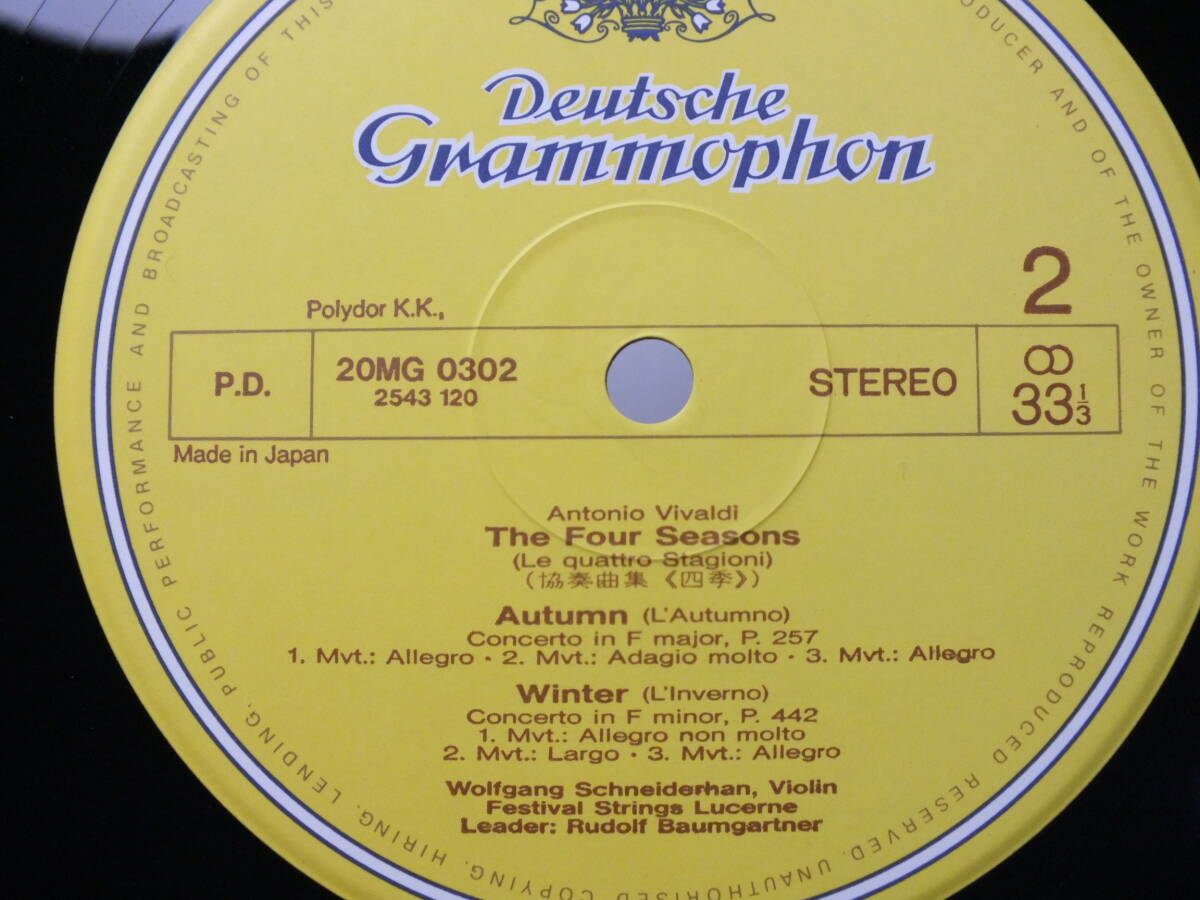 Deutsche
Grammophon
2
Polydor K.K.,
P.D.
20MG 0302
2543 120
STEREO
33 1/3
Made in Japan
Antonio Vivaldi
The Four Seasons
(Le quattro Stagioni)
(協奏曲集《四季》)
Autumn (L'Autumno)
Concerto in F major, P. 257
1. Mvt.: Allegro · 2. Mvt.: Adagio molto · 3. Mvt.: Allegro
Winter (L'Inverno)
Concerto in F minor, P. 442
1. Mvt.: Allegro non molto
2. Mvt.: Largo · 3. Mvt.: Allegro
Wolfgang Schneiderhan, Violin
Festival Strings Lucerne
Leader: Rudolf Baumgartner
PRODUCER AND OF THE OWNER OF THE WORK REPRODUCED RESERVED. UNAUTHORISED COPYING, HIRING, LENDING, PUBLIC PERFORMANCE AND BROADCASTING OF THIS